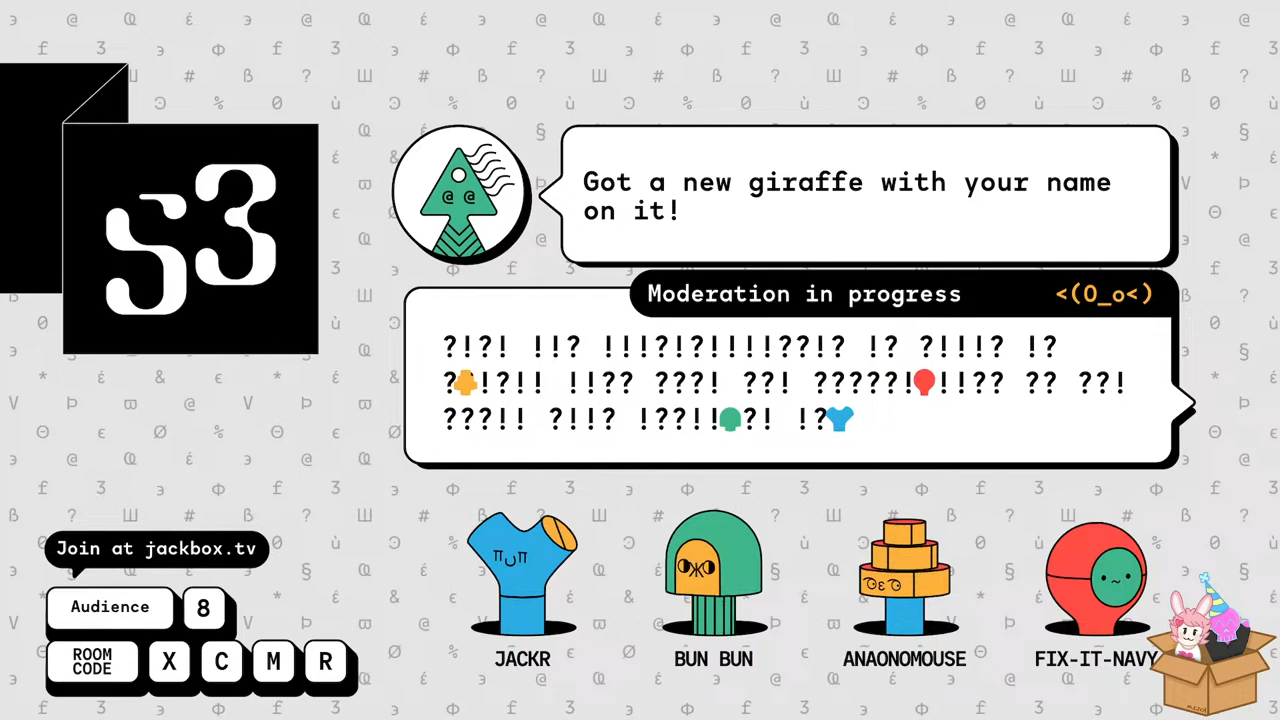 S3
Got a new giraffe with your name
on it!
Moderation in progress <(O_o<)
?!?! !!? !!!?!?!!!!??!? !? ?!!!? !?
?!?!! !!?? ???! ??! ?????!!!?? ?? ??!
???!! ?!!? !??!!?! !?
Join at jackbox.tv
Audience 8
ROOM CODE X C M R
JACKR BUN BUN ANAONOMOUSE FIX-IT-NAVY